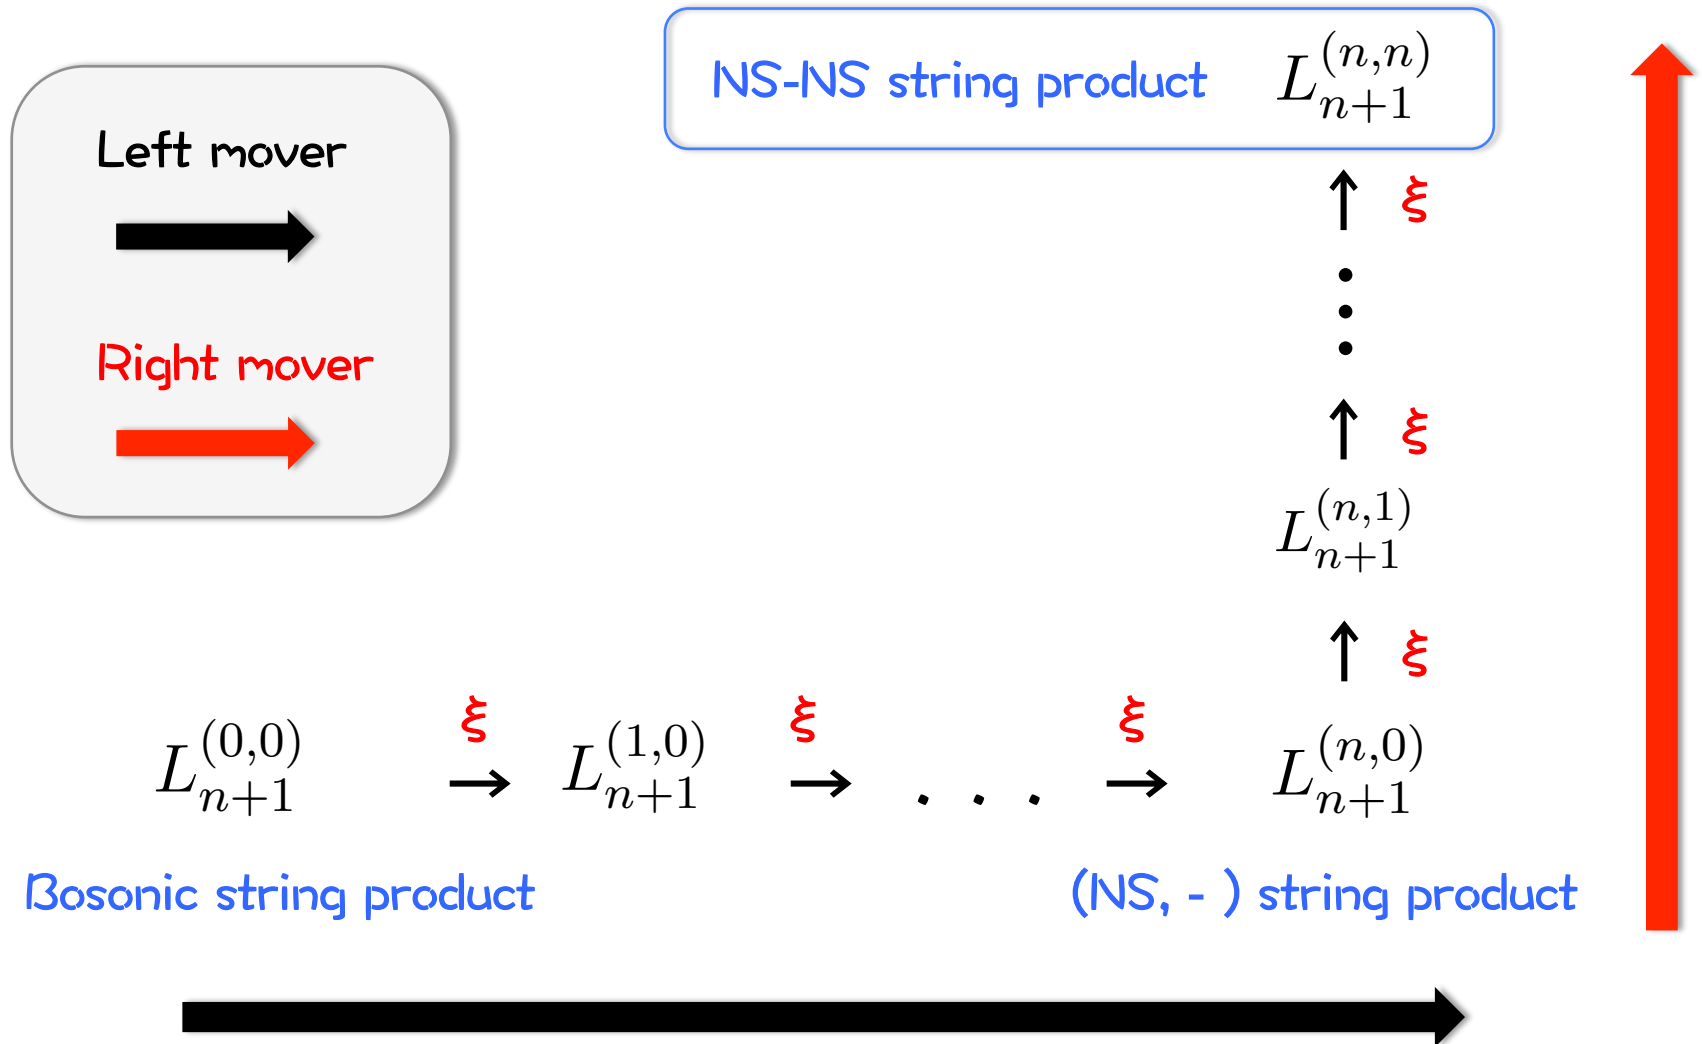 NS-NS string product $L_{n+1}^{(n,n)}$
Left mover
ξ
Right mover
ξ
$L_{n+1}^{(n,1)}$
ξ
ξ ξ ξ
$L_{n+1}^{(0,0)}$ → $L_{n+1}^{(1,0)}$ → . . . → $L_{n+1}^{(n,0)}$
Bosonic string product
(NS, - ) string product